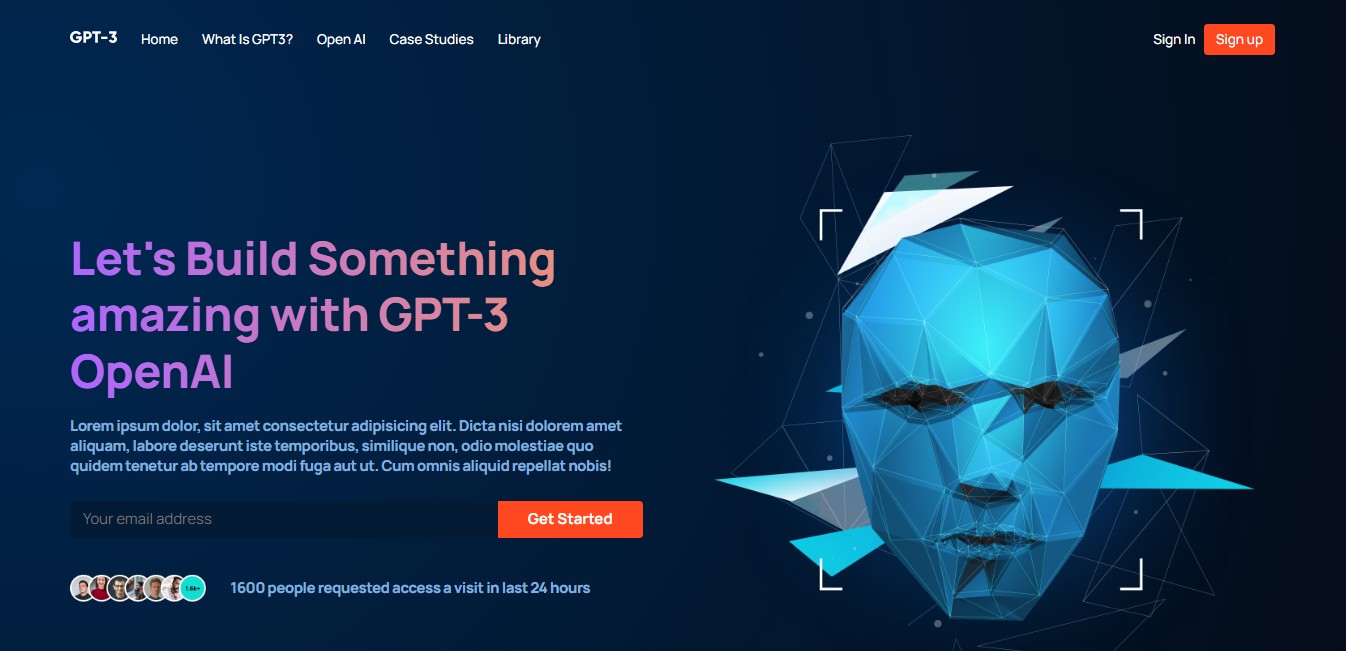 GPT-3 Home What Is GPT3? Open AI Case Studies Library Sign In Sign up
Let's Build Something
amazing with GPT-3
OpenAI
Lorem ipsum dolor, sit amet consectetur adipisicing elit. Dicta nisi dolorem amet
aliquam, labore deserunt iste temporibus, similique non, odio molestiae quo
quidem tenetur ab tempore modi fuga aut ut. Cum omnis aliquid repellat nobis!
Your email address Get Started
1.6k+ 1600 people requested access a visit in last 24 hours